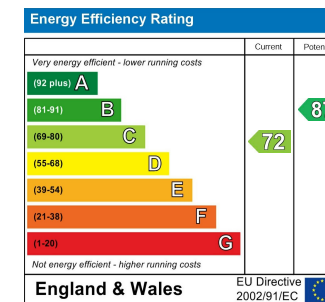 Energy Efficiency Rating
Current
Very energy efficient - lower running costs
(92 plus) A
(81-91) B
(69-80) C
72
(55-68) D
(39-54) E
(21-38) F
(1-20) G
Not energy efficient - higher running costs
England & Wales
EU Directive
2002/91/EC